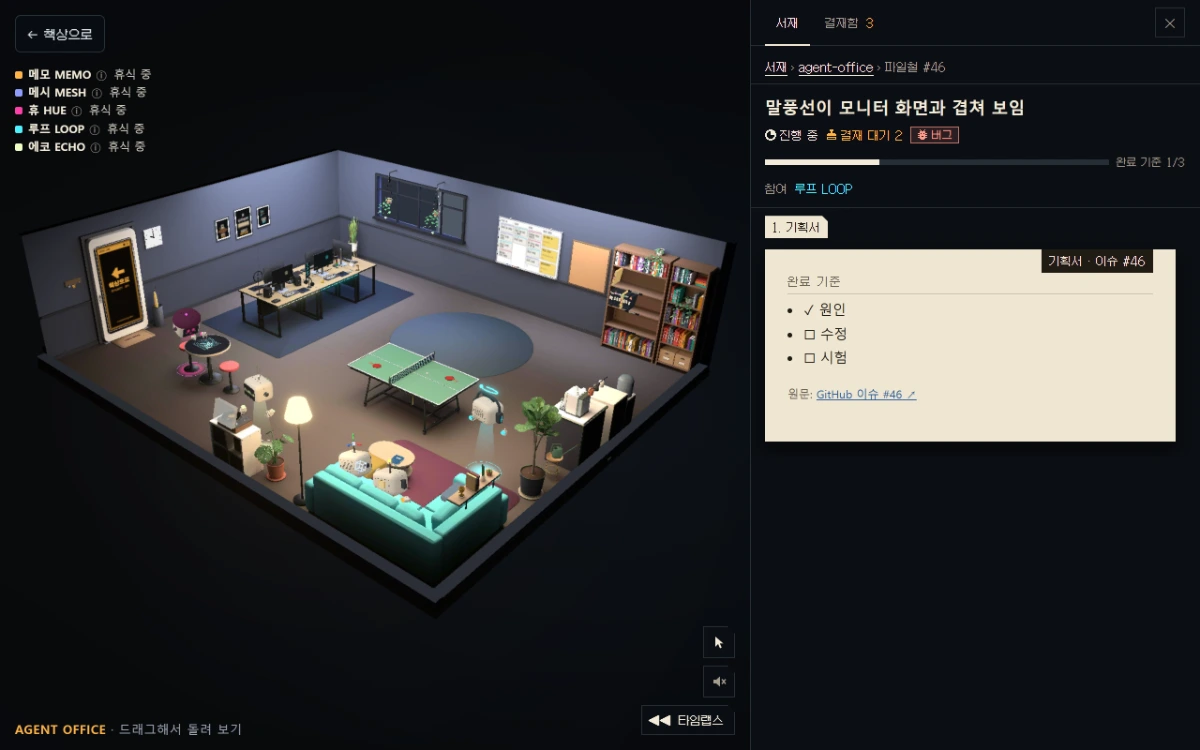 ← 책상으로
메모 MEMO ⓘ 휴식 중
메시 MESH ⓘ 휴식 중
휴 HUE ⓘ 휴식 중
루프 LOOP ⓘ 휴식 중
에코 ECHO ⓘ 휴식 중
AGENT OFFICE · 드래그해서 돌려 보기
◀◀ 타임랩스
서재
결재함 3
서재 › agent-office › 파일철 #46
말풍선이 모니터 화면과 겹쳐 보임
진행 중 결재 대기 2 버그
완료 기준 1/3
참여 루프 LOOP
1. 기획서
기획서 · 이슈 #46
완료 기준
• ✓ 원인
• ☐ 수정
• ☐ 시험
원문: GitHub 이슈 #46 ↗